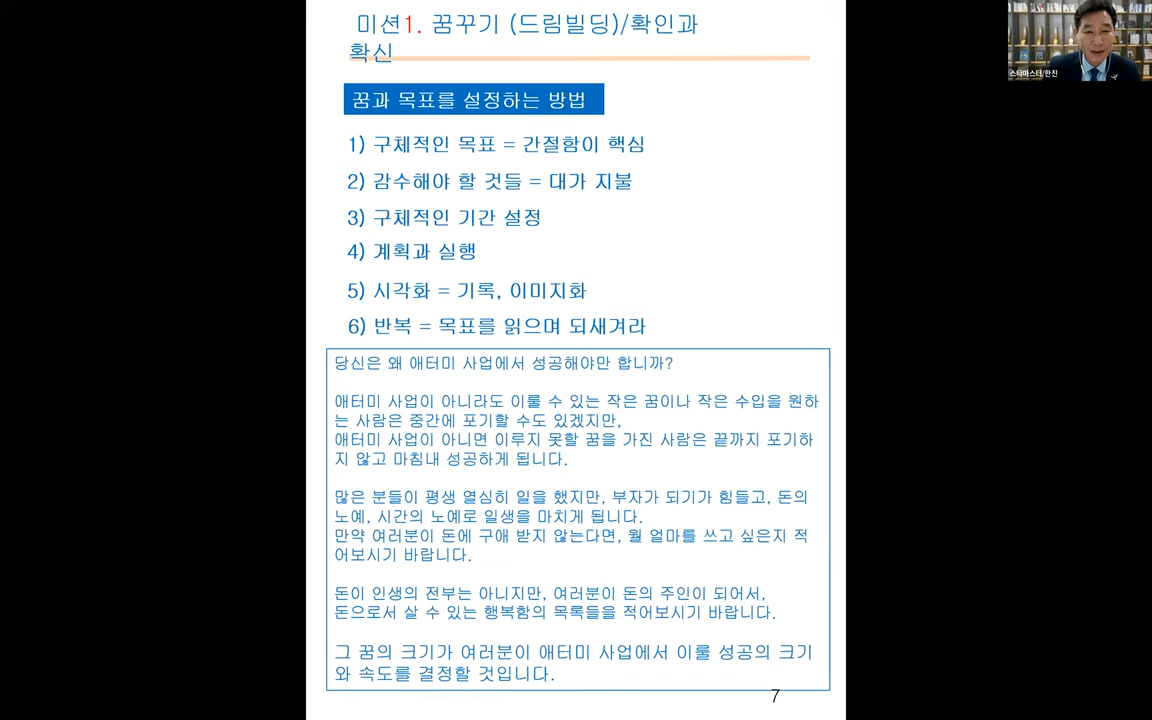 미션1. 꿈꾸기 (드림빌딩)/확인과
확신
스타마스터/한진
꿈과 목표를 설정하는 방법
1) 구체적인 목표 = 간절함이 핵심
2) 감수해야 할 것들 = 대가 지불
3) 구체적인 기간 설정
4) 계획과 실행
5) 시각화 = 기록, 이미지화
6) 반복 = 목표를 읽으며 되새겨라
당신은 왜 애터미 사업에서 성공해야만 합니까?
애터미 사업이 아니라도 이룰 수 있는 작은 꿈이나 작은 수입을 원하
는 사람은 중간에 포기할 수도 있겠지만,
애터미 사업이 아니면 이루지 못할 꿈을 가진 사람은 끝까지 포기하
지 않고 마침내 성공하게 됩니다.
많은 분들이 평생 열심히 일을 했지만, 부자가 되기가 힘들고, 돈의
노예, 시간의 노예로 일생을 마치게 됩니다.
만약 여러분이 돈에 구애 받지 않는다면, 월 얼마를 쓰고 싶은지 적
어보시기 바랍니다.
돈이 인생의 전부는 아니지만, 여러분이 돈의 주인이 되어서,
돈으로서 살 수 있는 행복함의 목록들을 적어보시기 바랍니다.
그 꿈의 크기가 여러분이 애터미 사업에서 이룰 성공의 크기
와 속도를 결정할 것입니다.
7